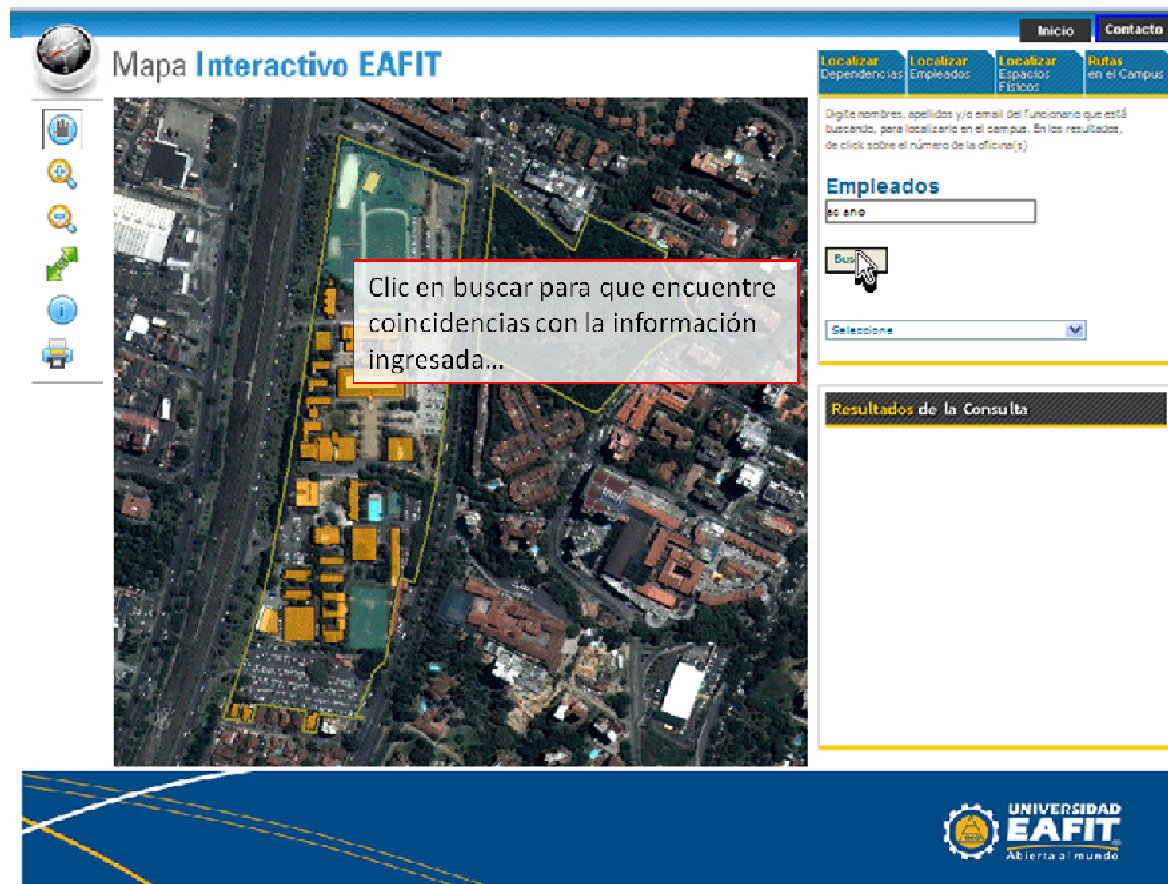 Inicio
Contacto
Mapa Interactivo EAFIT
Localizar
Dependencias
Localizar
Empleados
Localizar
Espacios
Físicos
Rutas
en el Campus
Digite nombres, apellidos y/o email del funcionario que está
buscando, para localizarlo en el campus. En los resultados,
de click sobre el número de la oficina(s)
Empleados
Clic en buscar para que encuentre
coincidencias con la información
ingresada...
Seleccione
Resultados de la Consulta
UNIVERSIDAD
EAFIT
Abierta al mundo